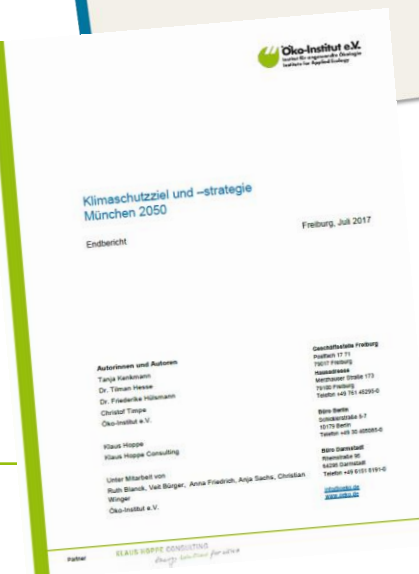 Öko-Institut e.V.
Institut für angewandte Ökologie
Institute for Applied Ecology
Klimaschutzziel und –strategie
München 2050
Endbericht
Freiburg, Juli 2017
Autorinnen und Autoren
Tanja Kenkmann
Dr. Tilman Hesse
Dr. Friederike Hülsmann
Christof Timpe
Öko-Institut e.V.
Klaus Hoppe
Klaus Hoppe Consulting
Unter Mitarbeit von
Ruth Blanck, Veit Bürger, Anna Friedrich, Anja Sachs, Christian
Winger
Öko-Institut e.V.
Geschäftsstelle Freiburg
Postfach 17 71
79017 Freiburg
Hausadresse
Merzhauser Straße 173
79100 Freiburg
Telefon +49 761 45295-0
Büro Berlin
Schicklerstraße 5-7
10179 Berlin
Telefon +49 30 405085-0
Büro Darmstadt
Rheinstraße 95
64295 Darmstadt
Telefon +49 6151 8191-0
info@oeko.de
www.oeko.de
Partner
KLAUS HOPPE CONSULTING